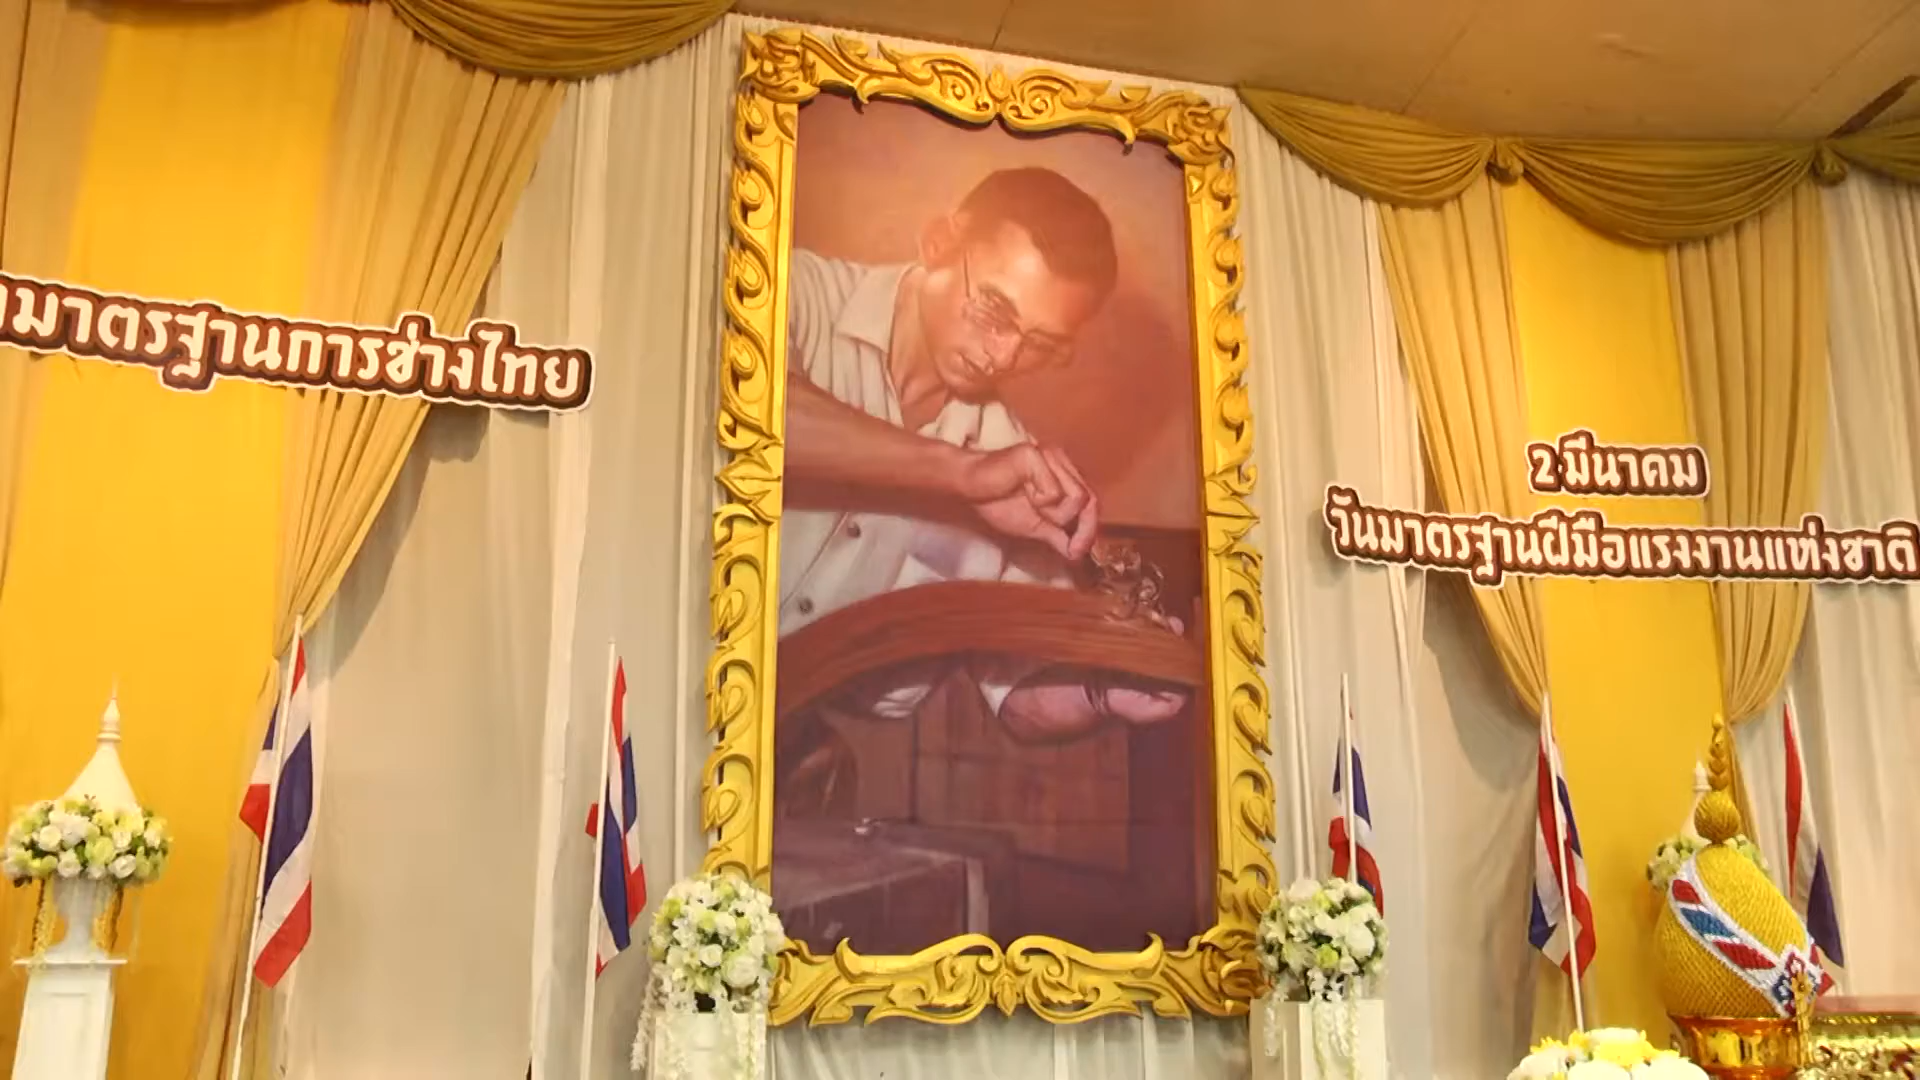 มาตรฐานการช่างไทย
2 มีนาคม
วันมาตรฐานฝีมือแรงงานแห่งชาติ